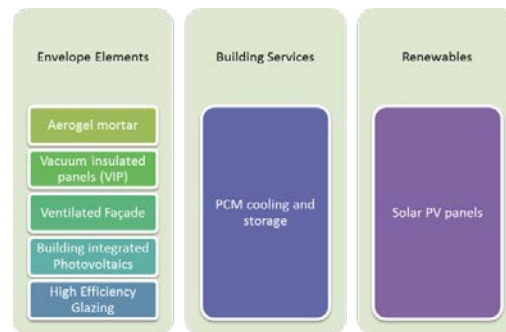 Envelope Elements
Aerogel mortar
Vacuum insulated
panels (VIP)
Ventilated Façade
Building integrated
Photovoltaics
High Efficiency
Glazing
Building Services
PCM cooling and
storage
Renewables
Solar PV panels